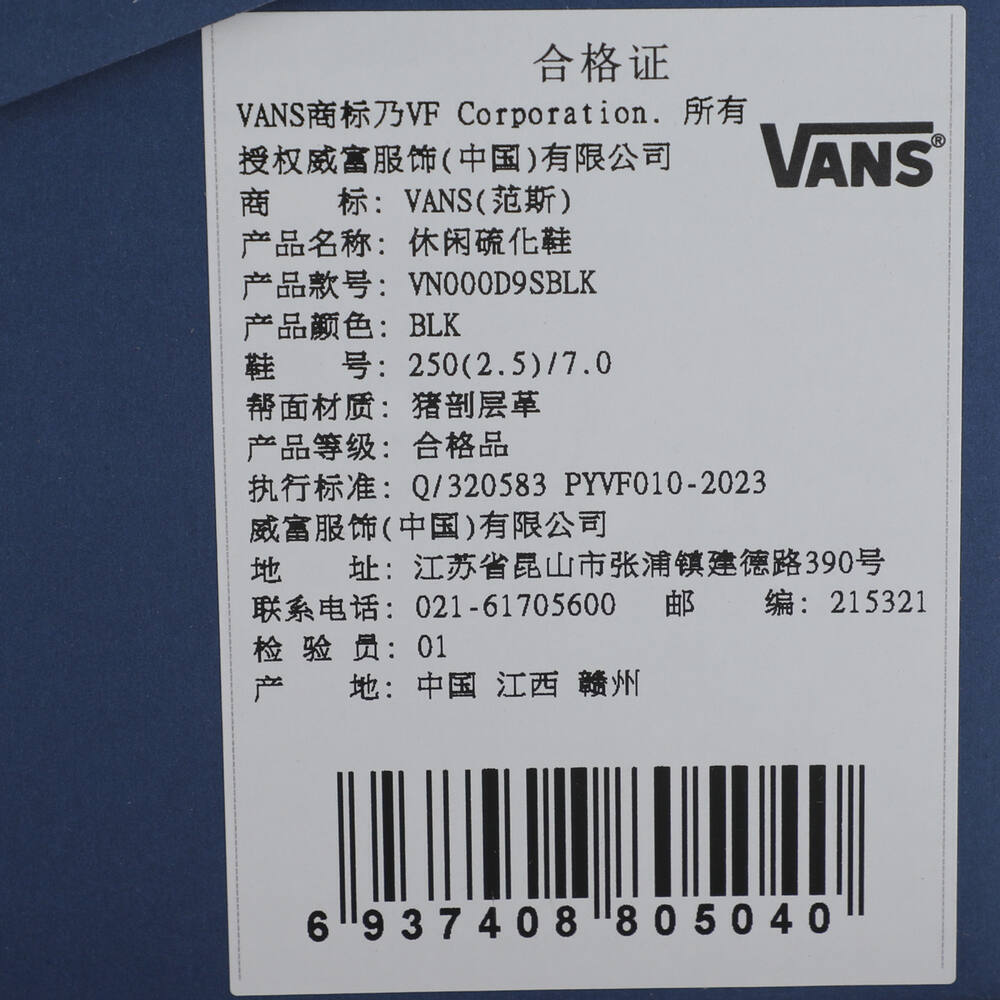 合格证
VANS商标乃VF Corporation. 所有
授权威富服饰(中国)有限公司
VANS®
商 标: VANS(范斯)
产品名称: 休闲硫化鞋
产品款号: VN000D9SBLK
产品颜色: BLK
鞋 号: 250(2.5)/7.0
帮面材质: 猪剖层革
产品等级: 合格品
执行标准: Q/320583 PYVF010-2023
威富服饰(中国)有限公司
地 址: 江苏省昆山市张浦镇建德路390号
联系电话: 021-61705600 邮 编: 215321
检 验 员: 01
产 地: 中国 江西 赣州
6 937408 805040